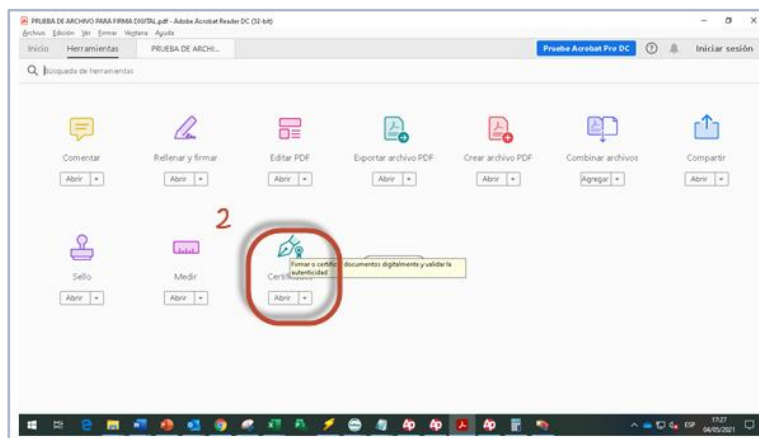 PRUEBA DE ARCHIVO PARA FIRMA DIGITAL.pdf - Adobe Acrobat Reader DC (32-bit)
Archivo Edición Ver Firmar Ventana Ayuda
Inicio Herramientas PRUEBA DE ARCHI... Pruebe Acrobat Pro DC Iniciar sesión
Búsqueda de herramientas
Comentar Rellenar y firmar Editar PDF Exportar archivo PDF Crear archivo PDF Combinar archivos Compartir
Abrir Abrir Abrir Abrir Abrir Agregar Abrir
2
Firmar o certificar documentos digitalmente y validar la
autenticidad
Sello Medir
Abrir Abrir Abrir
ESP 17:27
04/05/2021